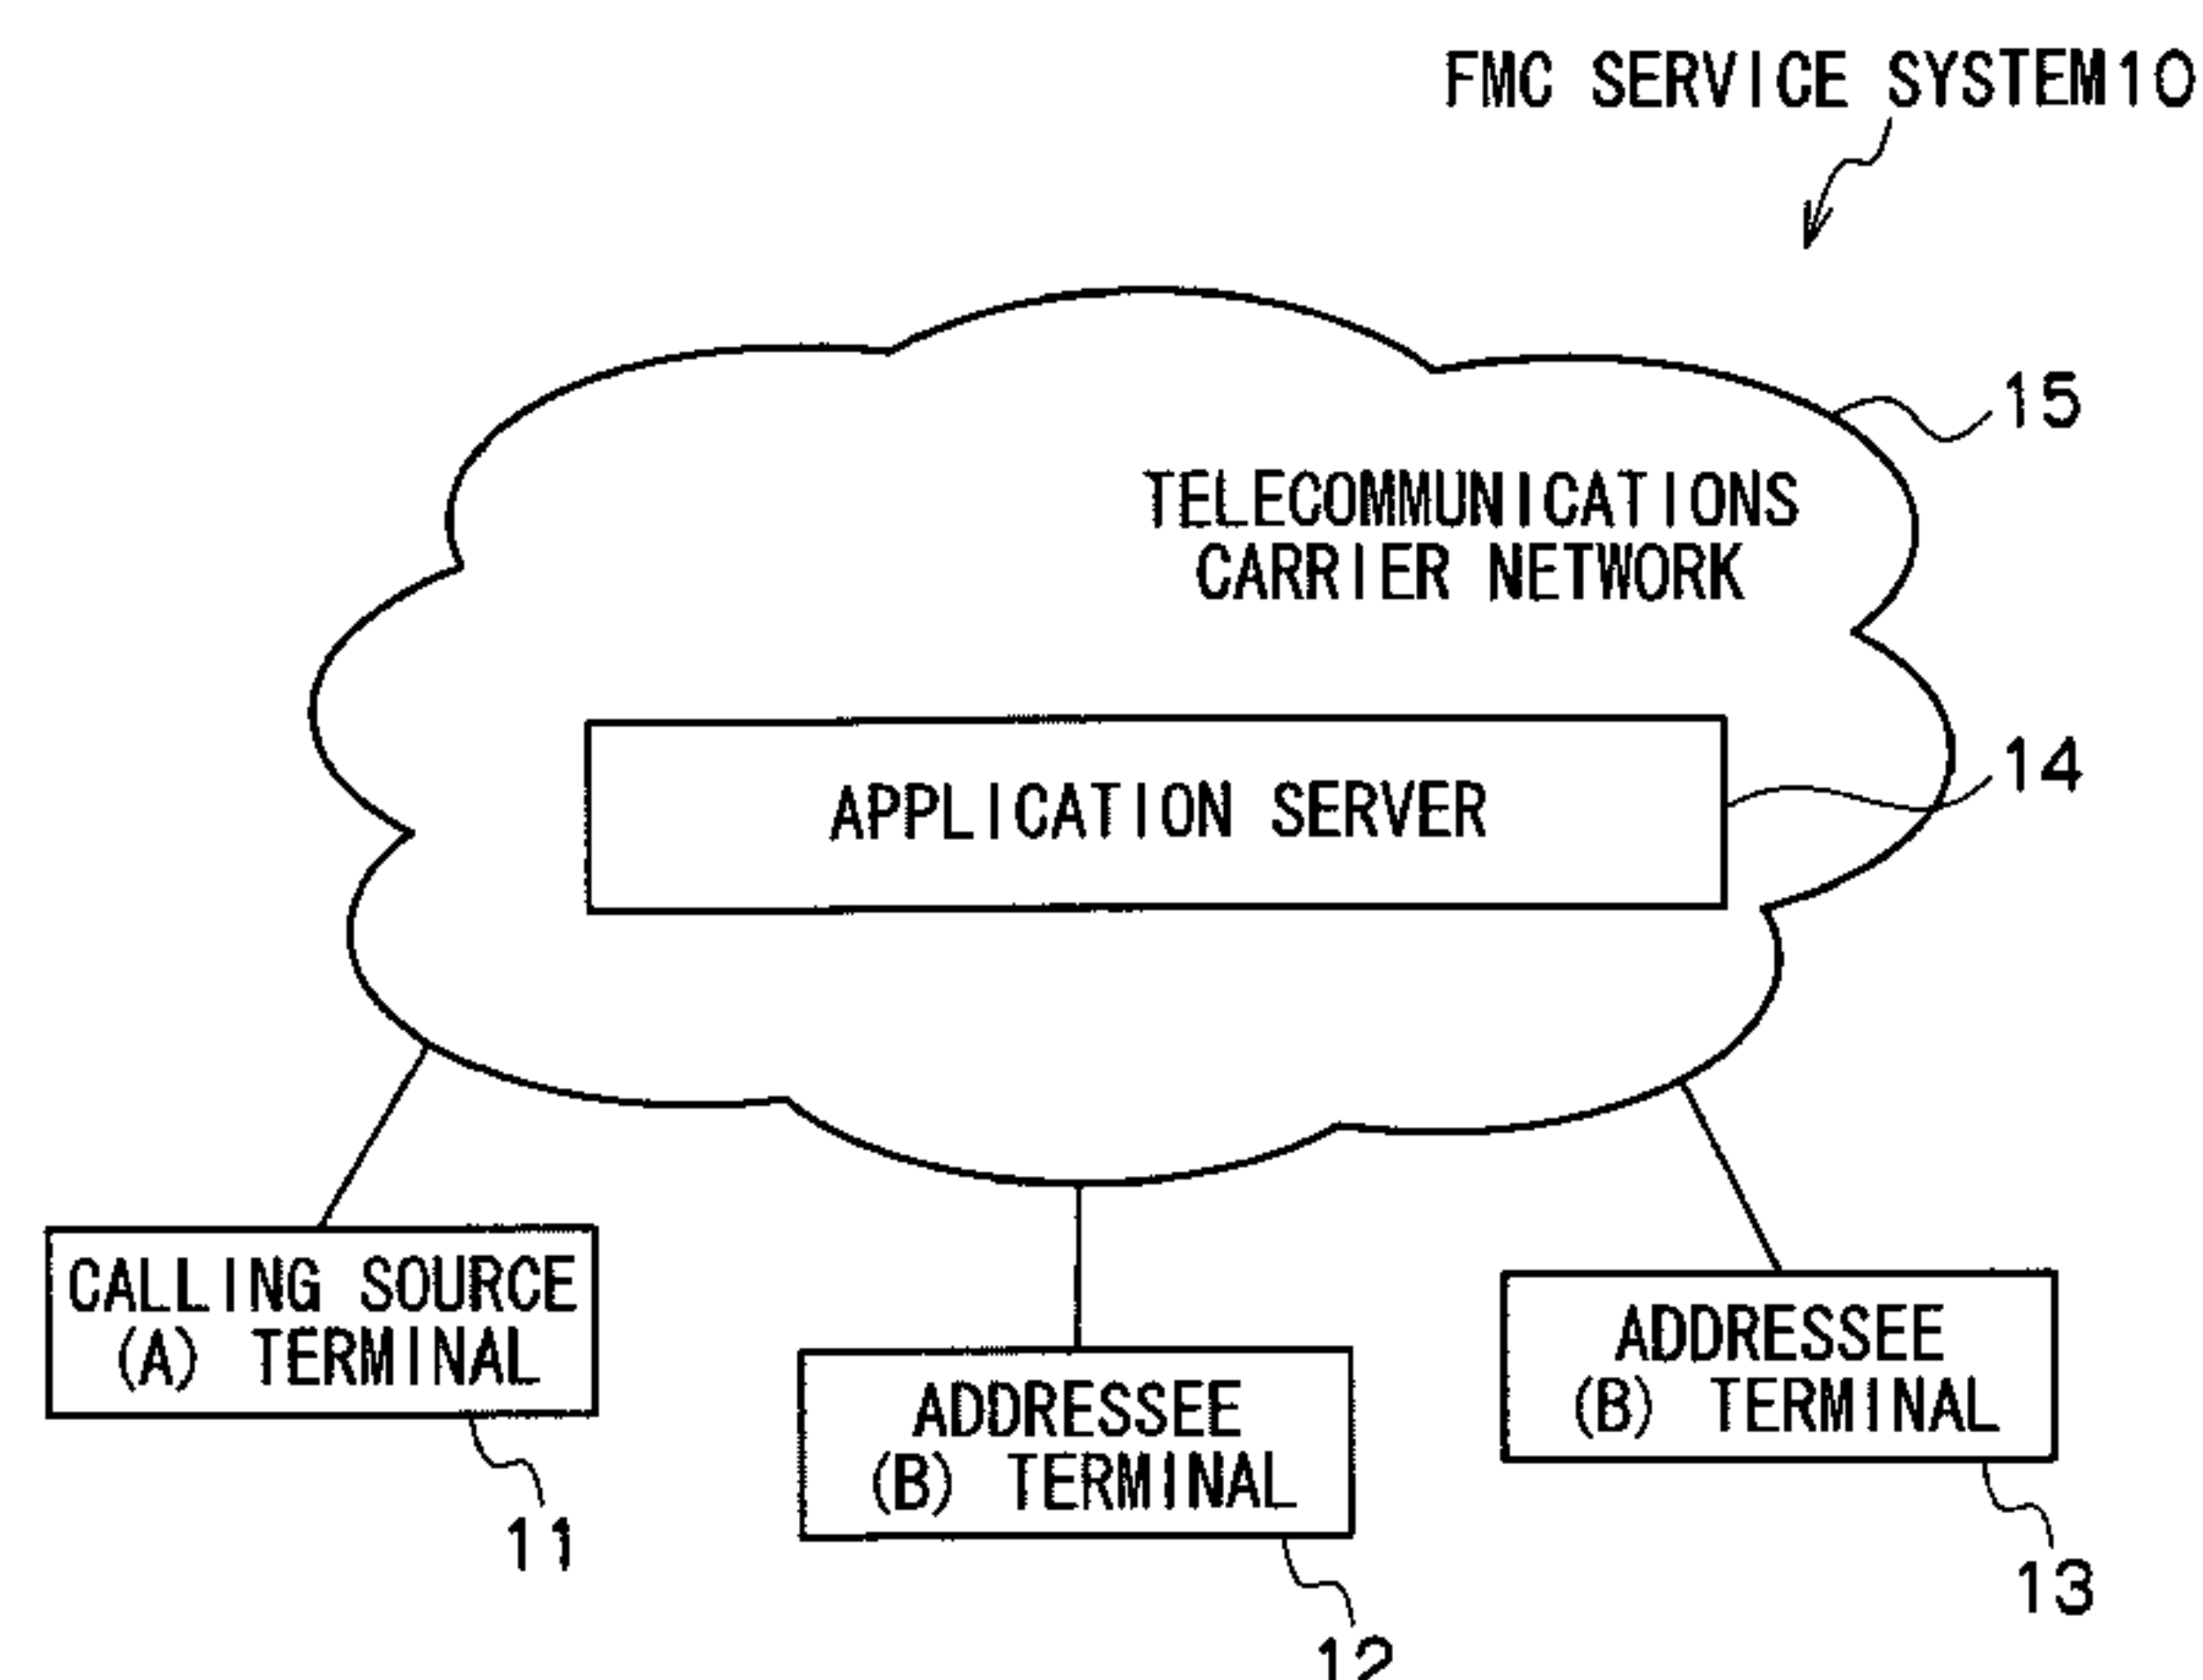 FMC SERVICE SYSTEM10
15
TELECOMMUNICATIONS
CARRIER NETWORK
14
APPLICATION SERVER
CALLING SOURCE
(A) TERMINAL
11
ADDRESSEE
(B) TERMINAL
12
ADDRESSEE
(B) TERMINAL
13